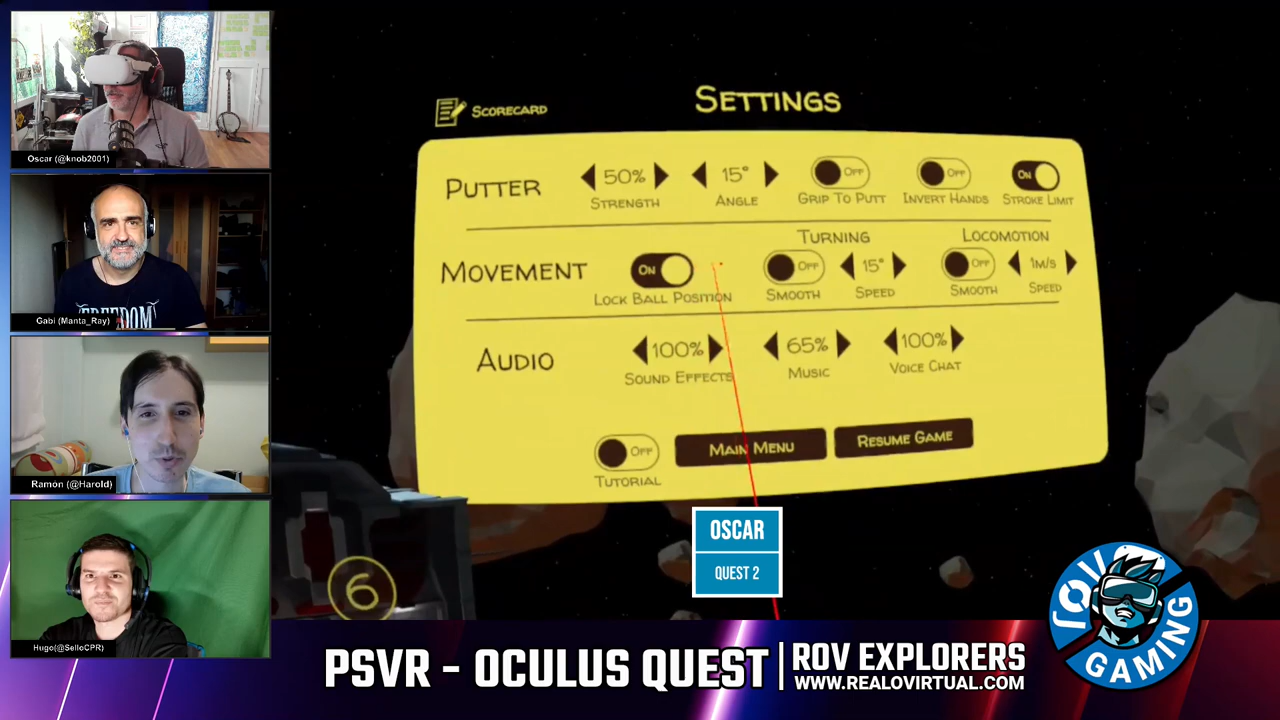 Oscar (@knob2001)
FREEDOM
Gabi (Manta_Ray)
Ramón (@Harold)
Hugo(@SelloCPR)
SCORECARD
SETTINGS
PUTTER
50%
STRENGTH
15°
ANGLE
OFF
GRIP TO PUTT
OFF
INVERT HANDS
ON
STROKE LIMIT
MOVEMENT
ON
LOCK BALL POSITION
TURNING
OFF
SMOOTH
15°
SPEED
LOCOMOTION
OFF
SMOOTH
1M/S
SPEED
AUDIO
100%
SOUND EFFECTS
65%
MUSIC
100%
VOICE CHAT
OFF
TUTORIAL
MAIN MENU
RESUME GAME
6
OSCAR
QUEST 2
PSVR - OCULUS QUEST
ROV EXPLORERS
WWW.REALOVIRTUAL.COM
ROV
GAMING